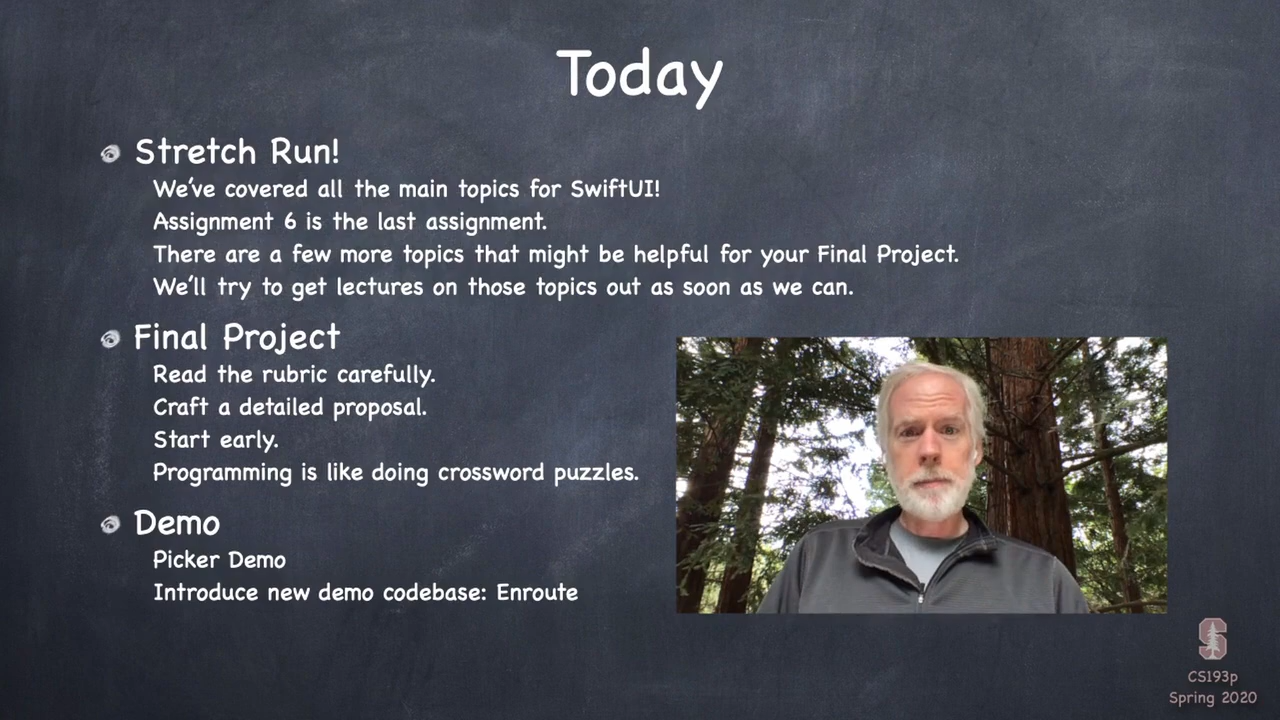 Today
Stretch Run!
We've covered all the main topics for SwiftUI!
Assignment 6 is the last assignment.
There are a few more topics that might be helpful for your Final Project.
We'll try to get lectures on those topics out as soon as we can.
Final Project
Read the rubric carefully.
Craft a detailed proposal.
Start early.
Programming is like doing crossword puzzles.
Demo
Picker Demo
Introduce new demo codebase: Enroute
S
CS193p
Spring 2020